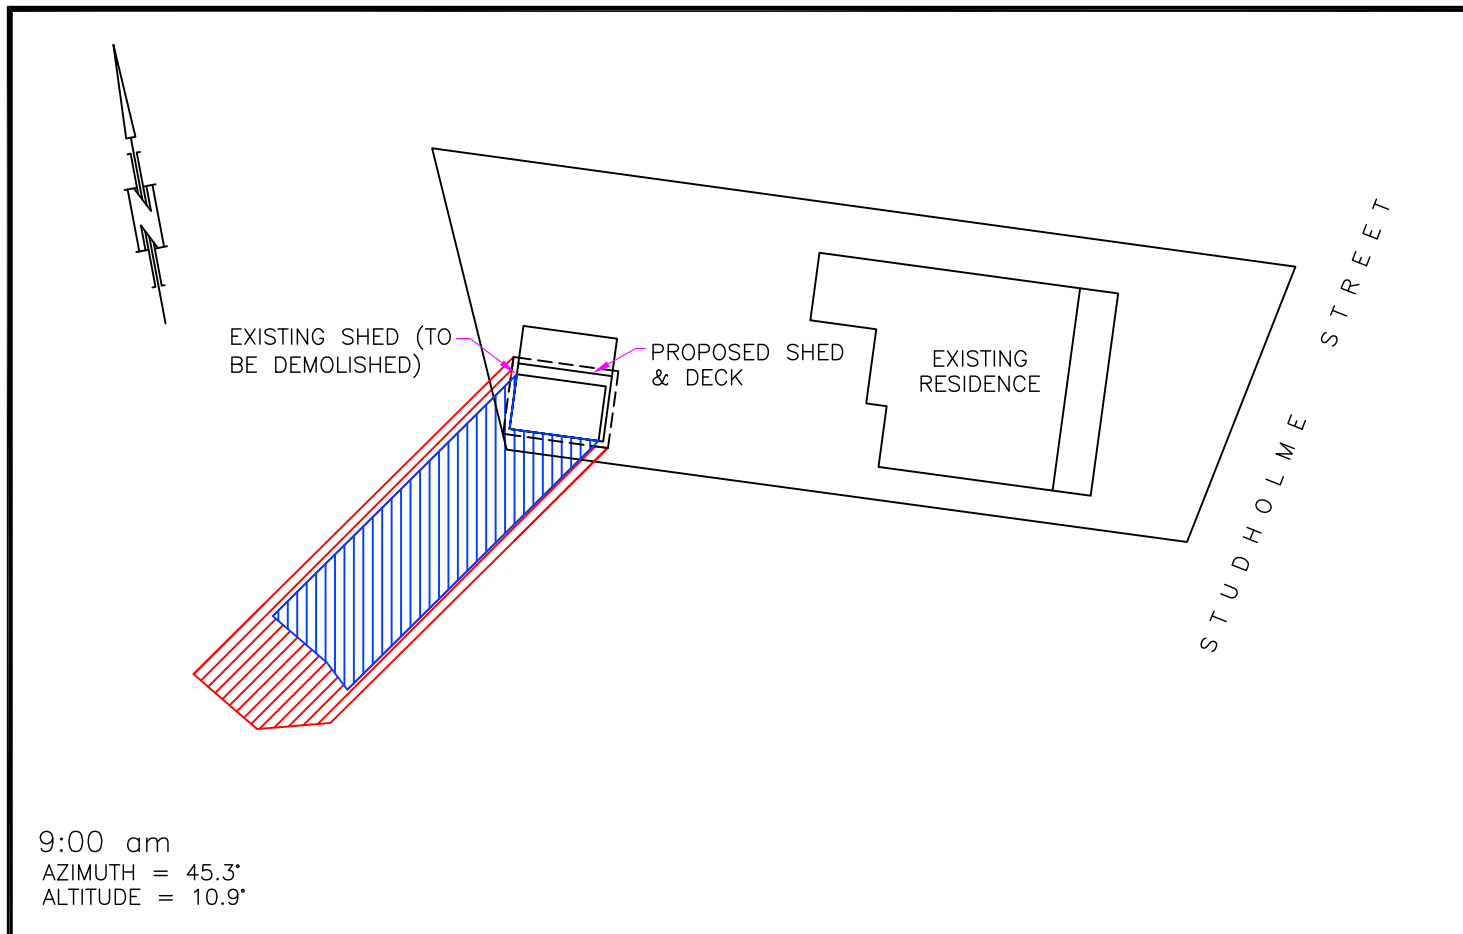 EXISTING SHED (TO
BE DEMOLISHED)
PROPOSED SHED
& DECK
EXISTING
RESIDENCE
STUDHOLME STREET
9:00 am
AZIMUTH = 45.3°
ALTITUDE = 10.9°